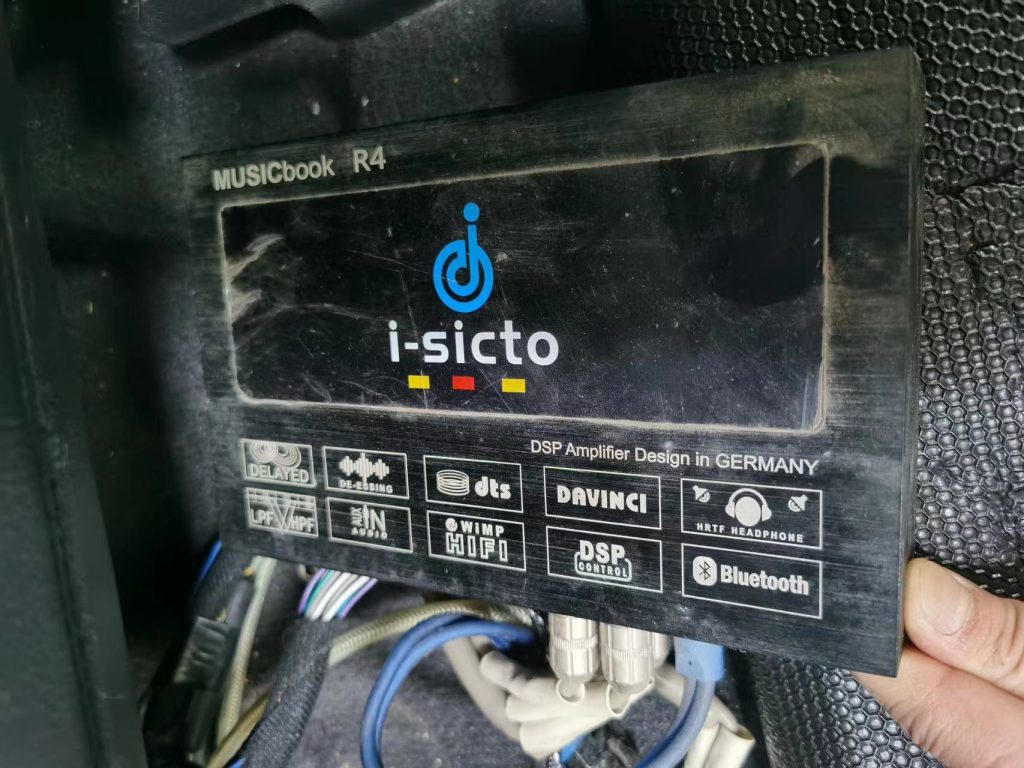 MUSICbook R4
i-sicto
DSP Amplifier Design in GERMANY
DELAYED
DE-ESSING
dts
DAVINCI
HRTF HEADPHONE
LPF HPF
AUX IN
AUDIO
WiMP
HIFI
DSP
CONTROL
Bluetooth